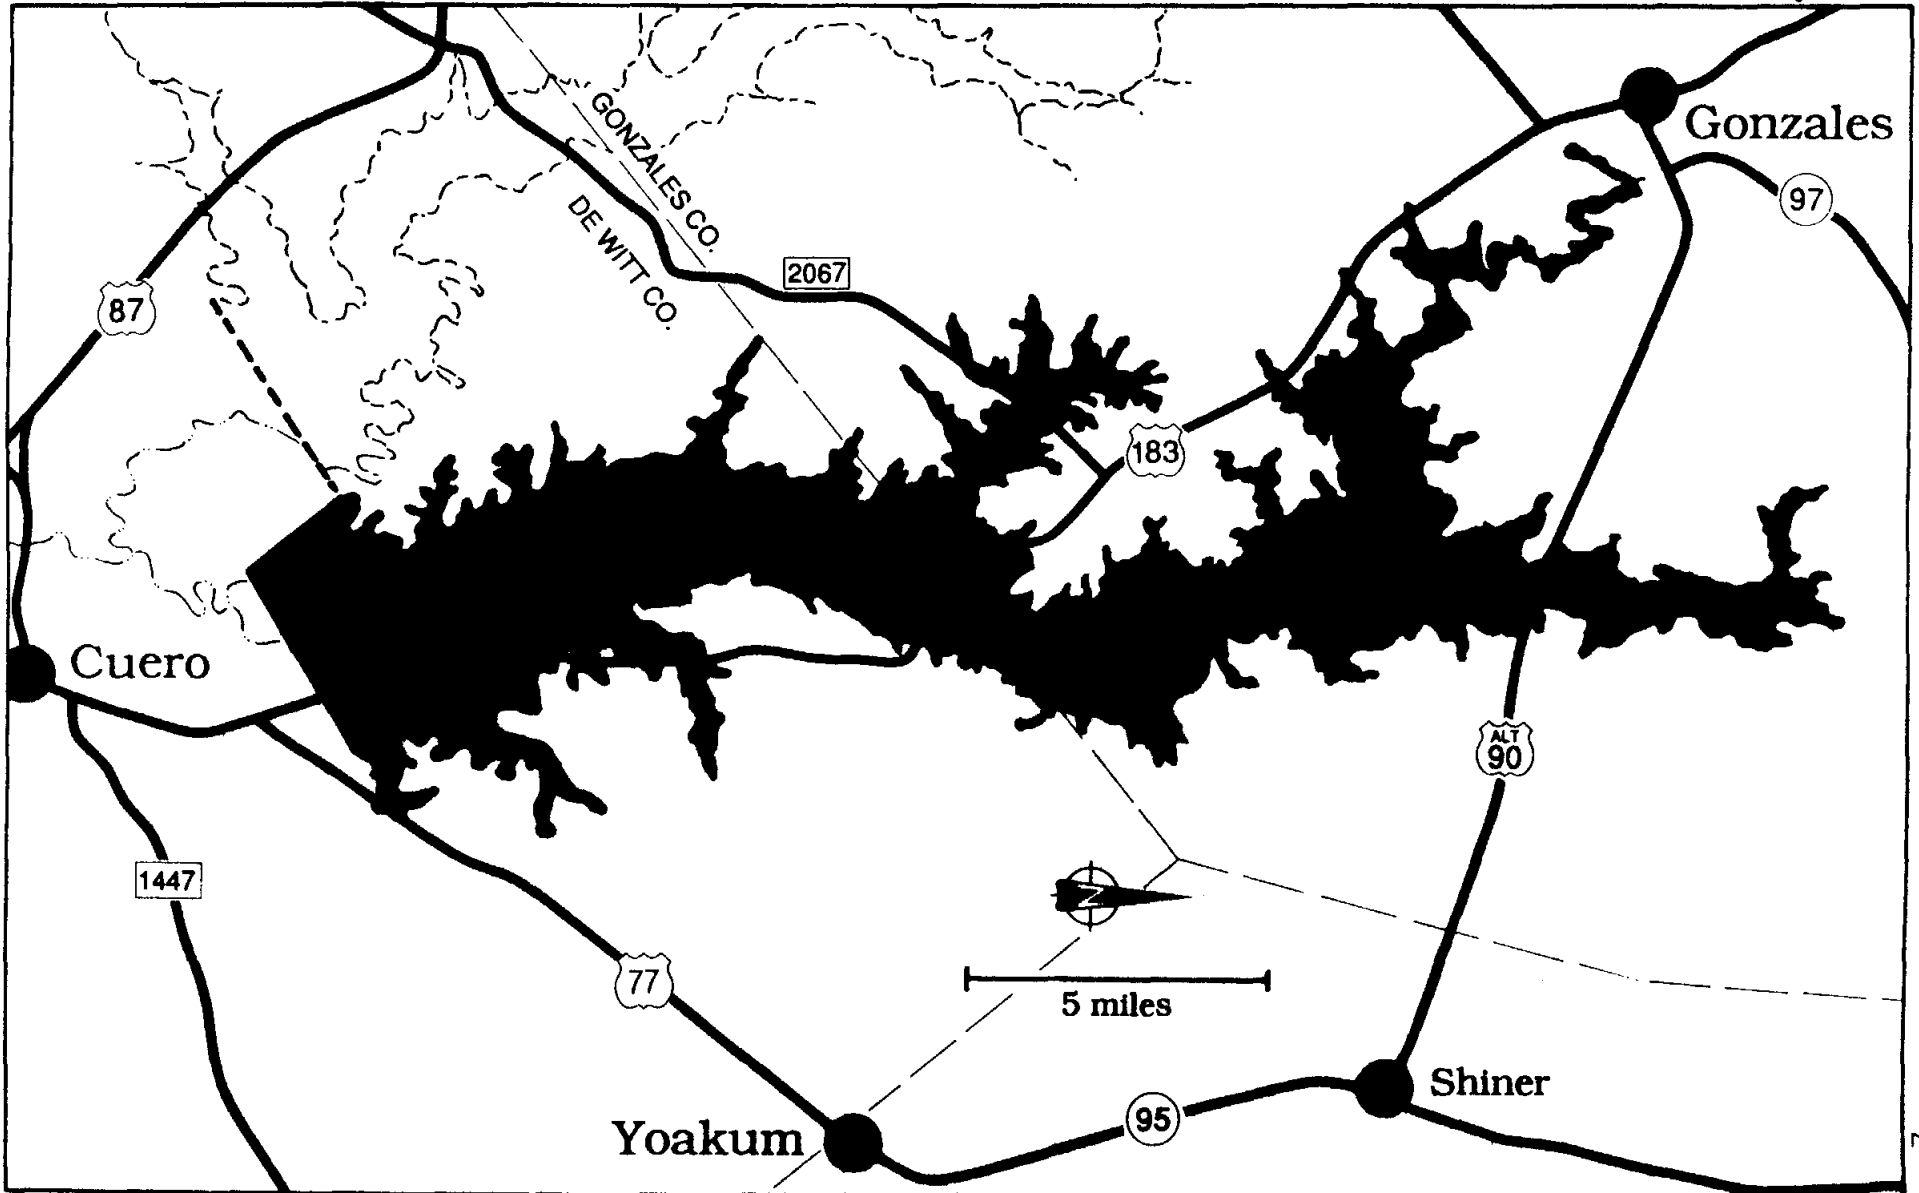 Gonzales
GONZALES CO.
DE WITT CO.
97
2067
87
183
Cuero
ALT
90
1447
N
77
5 miles
Shiner
95
Yoakum